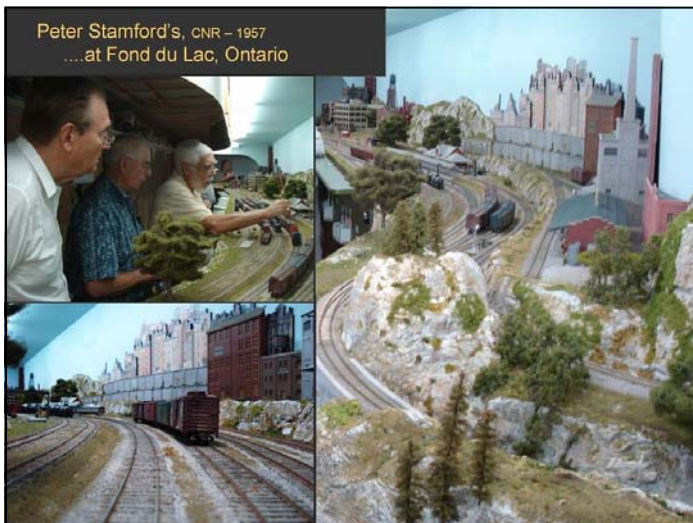 Peter Stamford's, CNR – 1957
....at Fond du Lac, Ontario